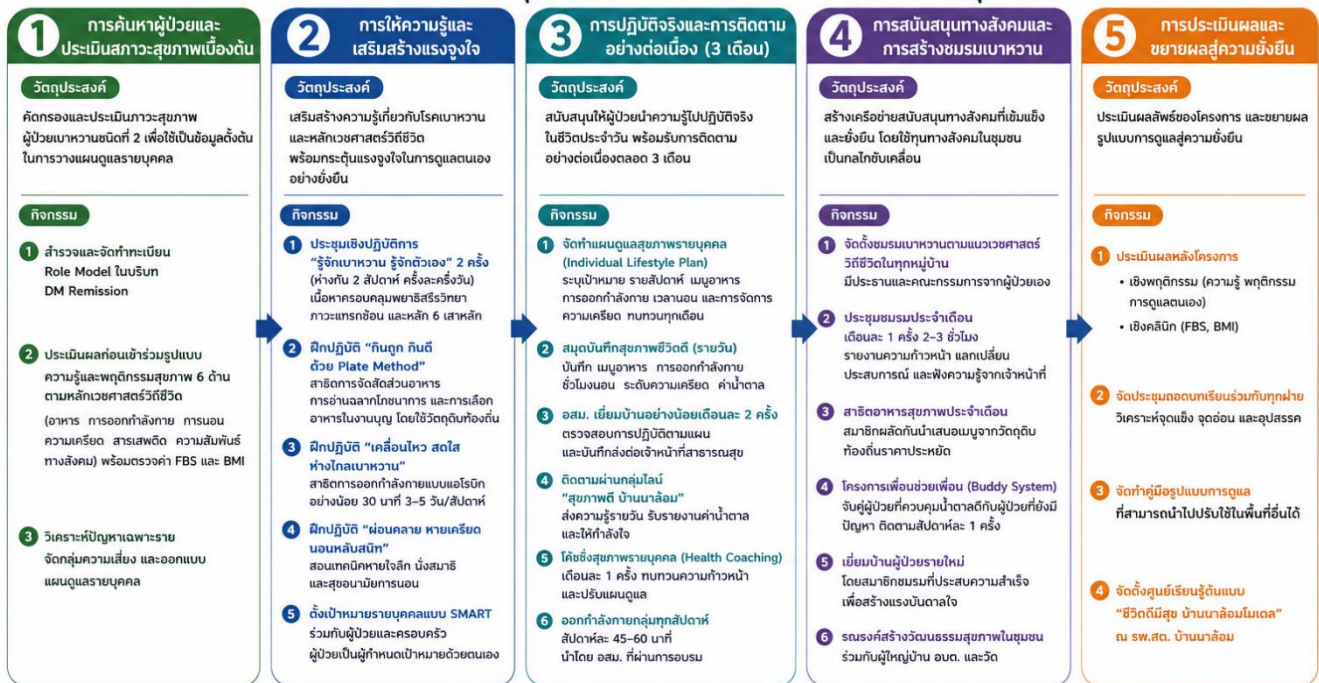 1
การค้นหาผู้ป่วยและ
ประเมินสภาวะสุขภาพเบื้องต้น
วัตถุประสงค์
คัดกรองและประเมินภาวะสุขภาพ
ผู้ป่วยเบาหวานชนิดที่ 2 เพื่อใช้เป็นข้อมูลตั้งต้น
ในการวางแผนดูแลรายบุคคล
กิจกรรม
1 สำรวจและจัดทำทะเบียน
Role Model ในบริบท
DM Remission
2 ประเมินผลก่อนเข้าร่วมรูปแบบ
ความรู้และพฤติกรรมสุขภาพ 6 ด้าน
ตามหลักเวชศาสตร์วิถีชีวิต
(อาหาร การออกกำลังกาย การนอน
ความเครียด สารเสพติด ความสัมพันธ์
ทางสังคม) พร้อมตรวจค่า FBS และ BMI
3 วิเคราะห์ปัญหาเฉพาะราย
จัดกลุ่มความเสี่ยง และออกแบบ
แผนดูแลรายบุคคล
2
การให้ความรู้และ
เสริมสร้างแรงจูงใจ
วัตถุประสงค์
เสริมสร้างความรู้เกี่ยวกับโรคเบาหวาน
และหลักเวชศาสตร์วิถีชีวิต
พร้อมกระตุ้นแรงจูงใจในการดูแลตนเอง
อย่างยั่งยืน
กิจกรรม
1 ประชุมเชิงปฏิบัติการ
“รู้จักเบาหวาน รู้จักตัวเอง” 2 ครั้ง
(ห่างกัน 2 สัปดาห์ ครั้งละครึ่งวัน)
เนื้อหาครอบคลุมพยาธิสรีรวิทยา
ภาวะแทรกซ้อน และหลัก 6 เสาหลัก
2 ฝึกปฏิบัติ “กินถูก กินดี
ด้วย Plate Method”
สาธิตการจัดสัดส่วนอาหาร
การอ่านฉลากโภชนาการ และการเลือก
อาหารในงานบุญ โดยใช้วัตถุดิบท้องถิ่น
3 ฝึกปฏิบัติ “เคลื่อนไหว สดใส
ห่างไกลเบาหวาน”
สาธิตการออกกำลังกายแบบแอโรบิก
อย่างน้อย 30 นาที 3–5 วัน/สัปดาห์
4 ฝึกปฏิบัติ “ผ่อนคลาย หายเครียด
นอนหลับสนิท”
สอนเทคนิคหายใจลึก นั่งสมาธิ
และสุขอนามัยการนอน
5 ตั้งเป้าหมายรายบุคคลแบบ SMART
ร่วมกับผู้ป่วยและครอบครัว
ผู้ป่วยเป็นผู้กำหนดเป้าหมายด้วยตนเอง
3
การปฏิบัติจริงและการติดตาม
อย่างต่อเนื่อง (3 เดือน)
วัตถุประสงค์
สนับสนุนให้ผู้ป่วยนำความรู้ไปปฏิบัติจริง
ในชีวิตประจำวัน พร้อมรับการติดตาม
อย่างต่อเนื่องตลอด 3 เดือน
กิจกรรม
1 จัดทำแผนดูแลสุขภาพรายบุคคล
(Individual Lifestyle Plan)
ระบุเป้าหมาย รายสัปดาห์ เมนูอาหาร
การออกกำลังกาย เวลานอน และการจัดการ
ความเครียด ทบทวนทุกเดือน
2 สมุดบันทึกสุขภาพชีวิตดี (รายวัน)
บันทึก เมนูอาหาร การออกกำลังกาย
ชั่วโมงนอน ระดับความเครียด ค่าน้ำตาล
3 อสม. เยี่ยมบ้านอย่างน้อยเดือนละ 2 ครั้ง
ตรวจสอบการปฏิบัติตามแผน
และบันทึกส่งต่อเจ้าหน้าที่สาธารณสุข
4 ติดตามผ่านกลุ่มไลน์
“สุขภาพดี บ้านนาล้อม”
ส่งความรู้รายวัน รับรายงานค่าน้ำตาล
และให้กำลังใจ
5 โค้ชชิ่งสุขภาพรายบุคคล (Health Coaching)
เดือนละ 1 ครั้ง ทบทวนความก้าวหน้า
และปรับแผนดูแล
6 ออกกำลังกายกลุ่มทุกสัปดาห์
สัปดาห์ละ 45–60 นาที
นำโดย อสม. ที่ผ่านการอบรม
4
การสนับสนุนทางสังคมและ
การสร้างชมรมเบาหวาน
วัตถุประสงค์
สร้างเครือข่ายสนับสนุนทางสังคมที่เข้มแข็ง
และยั่งยืน โดยใช้ทุนทางสังคมในชุมชน
เป็นกลไกขับเคลื่อน
กิจกรรม
1 จัดตั้งชมรมเบาหวานตามแนวเวชศาสตร์
วิถีชีวิตในทุกหมู่บ้าน
มีประธานและคณะกรรมการจากผู้ป่วยเอง
2 ประชุมชมรมประจำเดือน
เดือนละ 1 ครั้ง 2–3 ชั่วโมง
รายงานความก้าวหน้า แลกเปลี่ยน
ประสบการณ์ และฟังความรู้จากเจ้าหน้าที่
3 สาธิตอาหารสุขภาพประจำเดือน
สมาชิกผลัดกันนำเสนอเมนูจากวัตถุดิบ
ท้องถิ่นราคาประหยัด
4 โครงการเพื่อนช่วยเพื่อน (Buddy System)
จับคู่ผู้ป่วยที่ควบคุมน้ำตาลดีกับผู้ป่วยที่ยังมี
ปัญหา ติดตามสัปดาห์ละ 1 ครั้ง
5 เยี่ยมบ้านผู้ป่วยรายใหม่
โดยสมาชิกชมรมที่ประสบความสำเร็จ
เพื่อสร้างแรงบันดาลใจ
6 รณรงค์สร้างวัฒนธรรมสุขภาพในชุมชน
ร่วมกับผู้ใหญ่บ้าน อบต. และวัด
5
การประเมินผลและ
ขยายผลสู่ความยั่งยืน
วัตถุประสงค์
ประเมินผลลัพธ์ของโครงการ และขยายผล
รูปแบบการดูแลสู่ความยั่งยืน
กิจกรรม
1 ประเมินผลหลังโครงการ
• เชิงพฤติกรรม (ความรู้ พฤติกรรม
การดูแลตนเอง)
• เชิงคลินิก (FBS, BMI)
2 จัดประชุมถอดบทเรียนร่วมกับทุกฝ่าย
วิเคราะห์จุดแข็ง จุดอ่อน และอุปสรรค
3 จัดทำคู่มือรูปแบบการดูแล
ที่สามารถนำไปปรับใช้ในพื้นที่อื่นได้
4 จัดตั้งศูนย์เรียนรู้ต้นแบบ
“ชีวิตดีมีสุข บ้านนาล้อมโมเดล”
ณ รพ.สต. บ้านนาล้อม